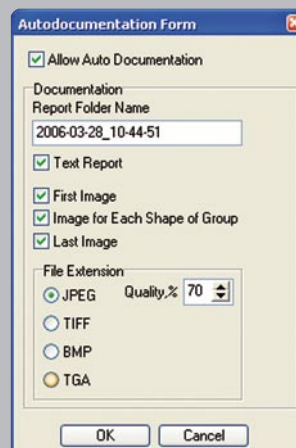 Autodocumentation Form
Allow Auto Documentation
Documentation
Report Folder Name
2006-03-28_10-44-51
Text Report
First Image
Image for Each Shape of Group
Last Image
File Extension
JPEG Quality,% 70
TIFF
BMP
TGA
OK Cancel